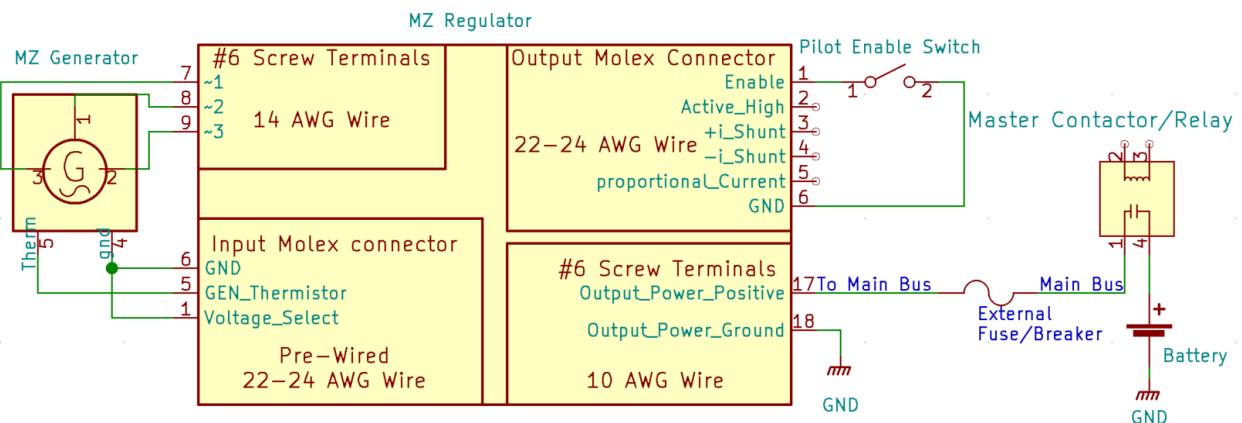 MZ Regulator
MZ Generator
#6 Screw Terminals
7
~1
8
~2
9
~3
14 AWG Wire
1
3
2
G
Therm
5
gnd
4
Input Molex connector
6
GND
5
GEN_Thermistor
1
Voltage_Select
Pre-Wired
22-24 AWG Wire
Output Molex Connector
Enable
1
Active_High
2
+i_Shunt
3
22-24 AWG Wire
-i_Shunt
4
proportional_Current
5
GND
6
Pilot Enable Switch
1
2
Master Contactor/Relay
2
3
1
4
#6 Screw Terminals
Output_Power_Positive
17
To Main Bus
Main Bus
External
Fuse/Breaker
Output_Power_Ground
18
10 AWG Wire
GND
+
Battery
GND